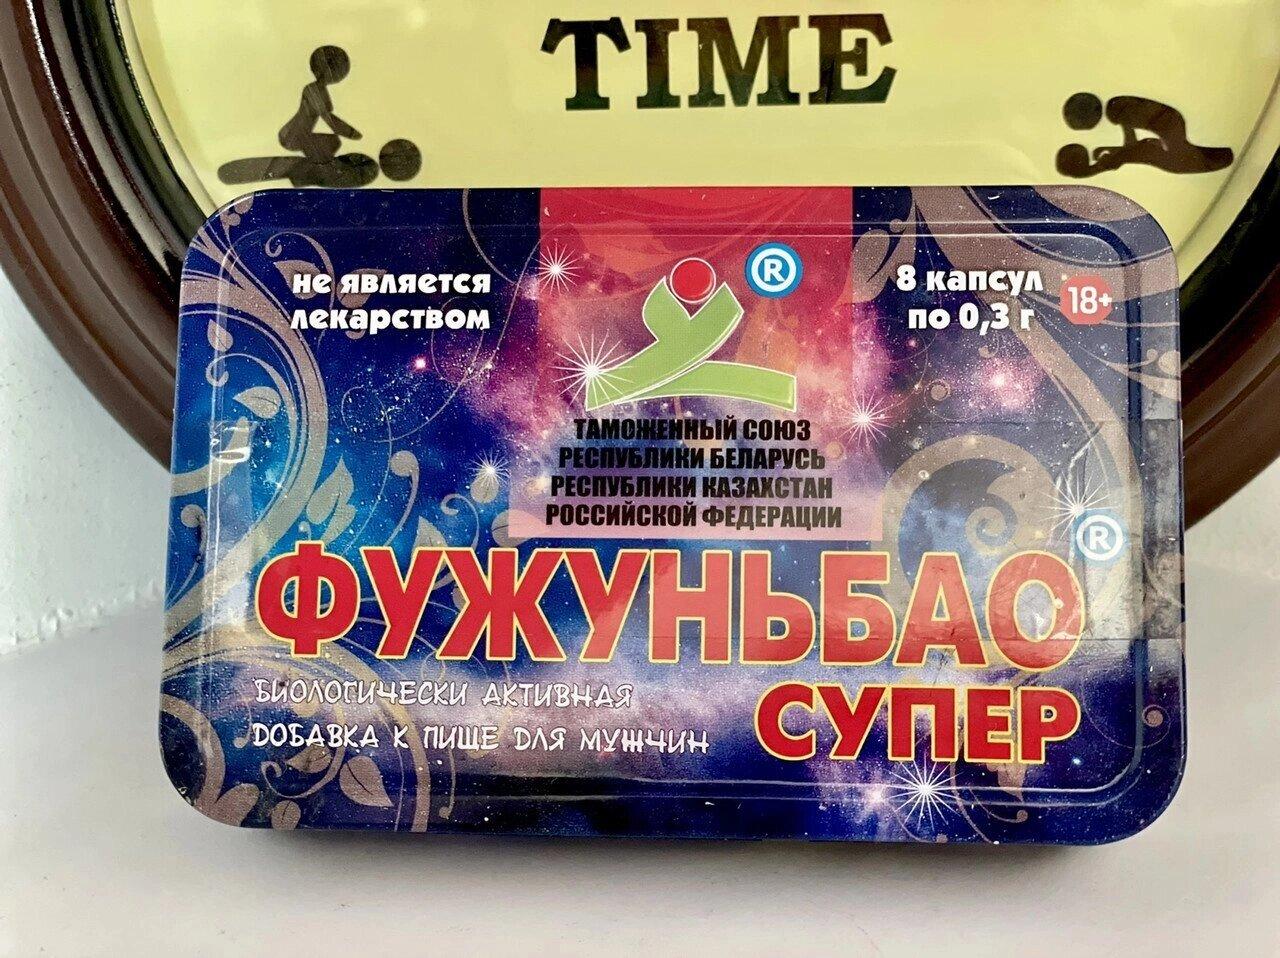 TIME
не является
лекарством
®
8 капсул
по 0,3 г
18+
ТАМОЖЕННЫЙ СОЮЗ
РЕСПУБЛИКИ БЕЛАРУСЬ
РЕСПУБЛИКИ КАЗАХСТАН
РОССИЙСКОЙ ФЕДЕРАЦИИ
ФУЖУНЬБАО®
СУПЕР
БИОЛОГИЧЕСКИ АКТИВНАЯ
ДОБАВКА К ПИЩЕ ДЛЯ МУЖЧИН